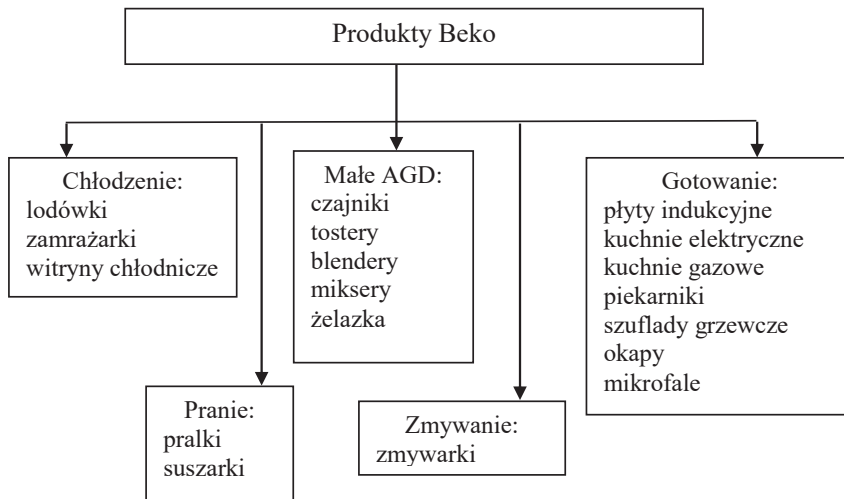 Produkty Beko
Chłodzenie:
lodówki
zamrażarki
witryny chłodnicze
Małe AGD:
czajniki
tostery
blendery
miksery
żelazka
Gotowanie:
płyty indukcyjne
kuchnie elektryczne
kuchnie gazowe
piekarniki
szuflady grzewcze
okapy
mikrofale
Pranie:
pralki
suszarki
Zmywanie:
zmywarki